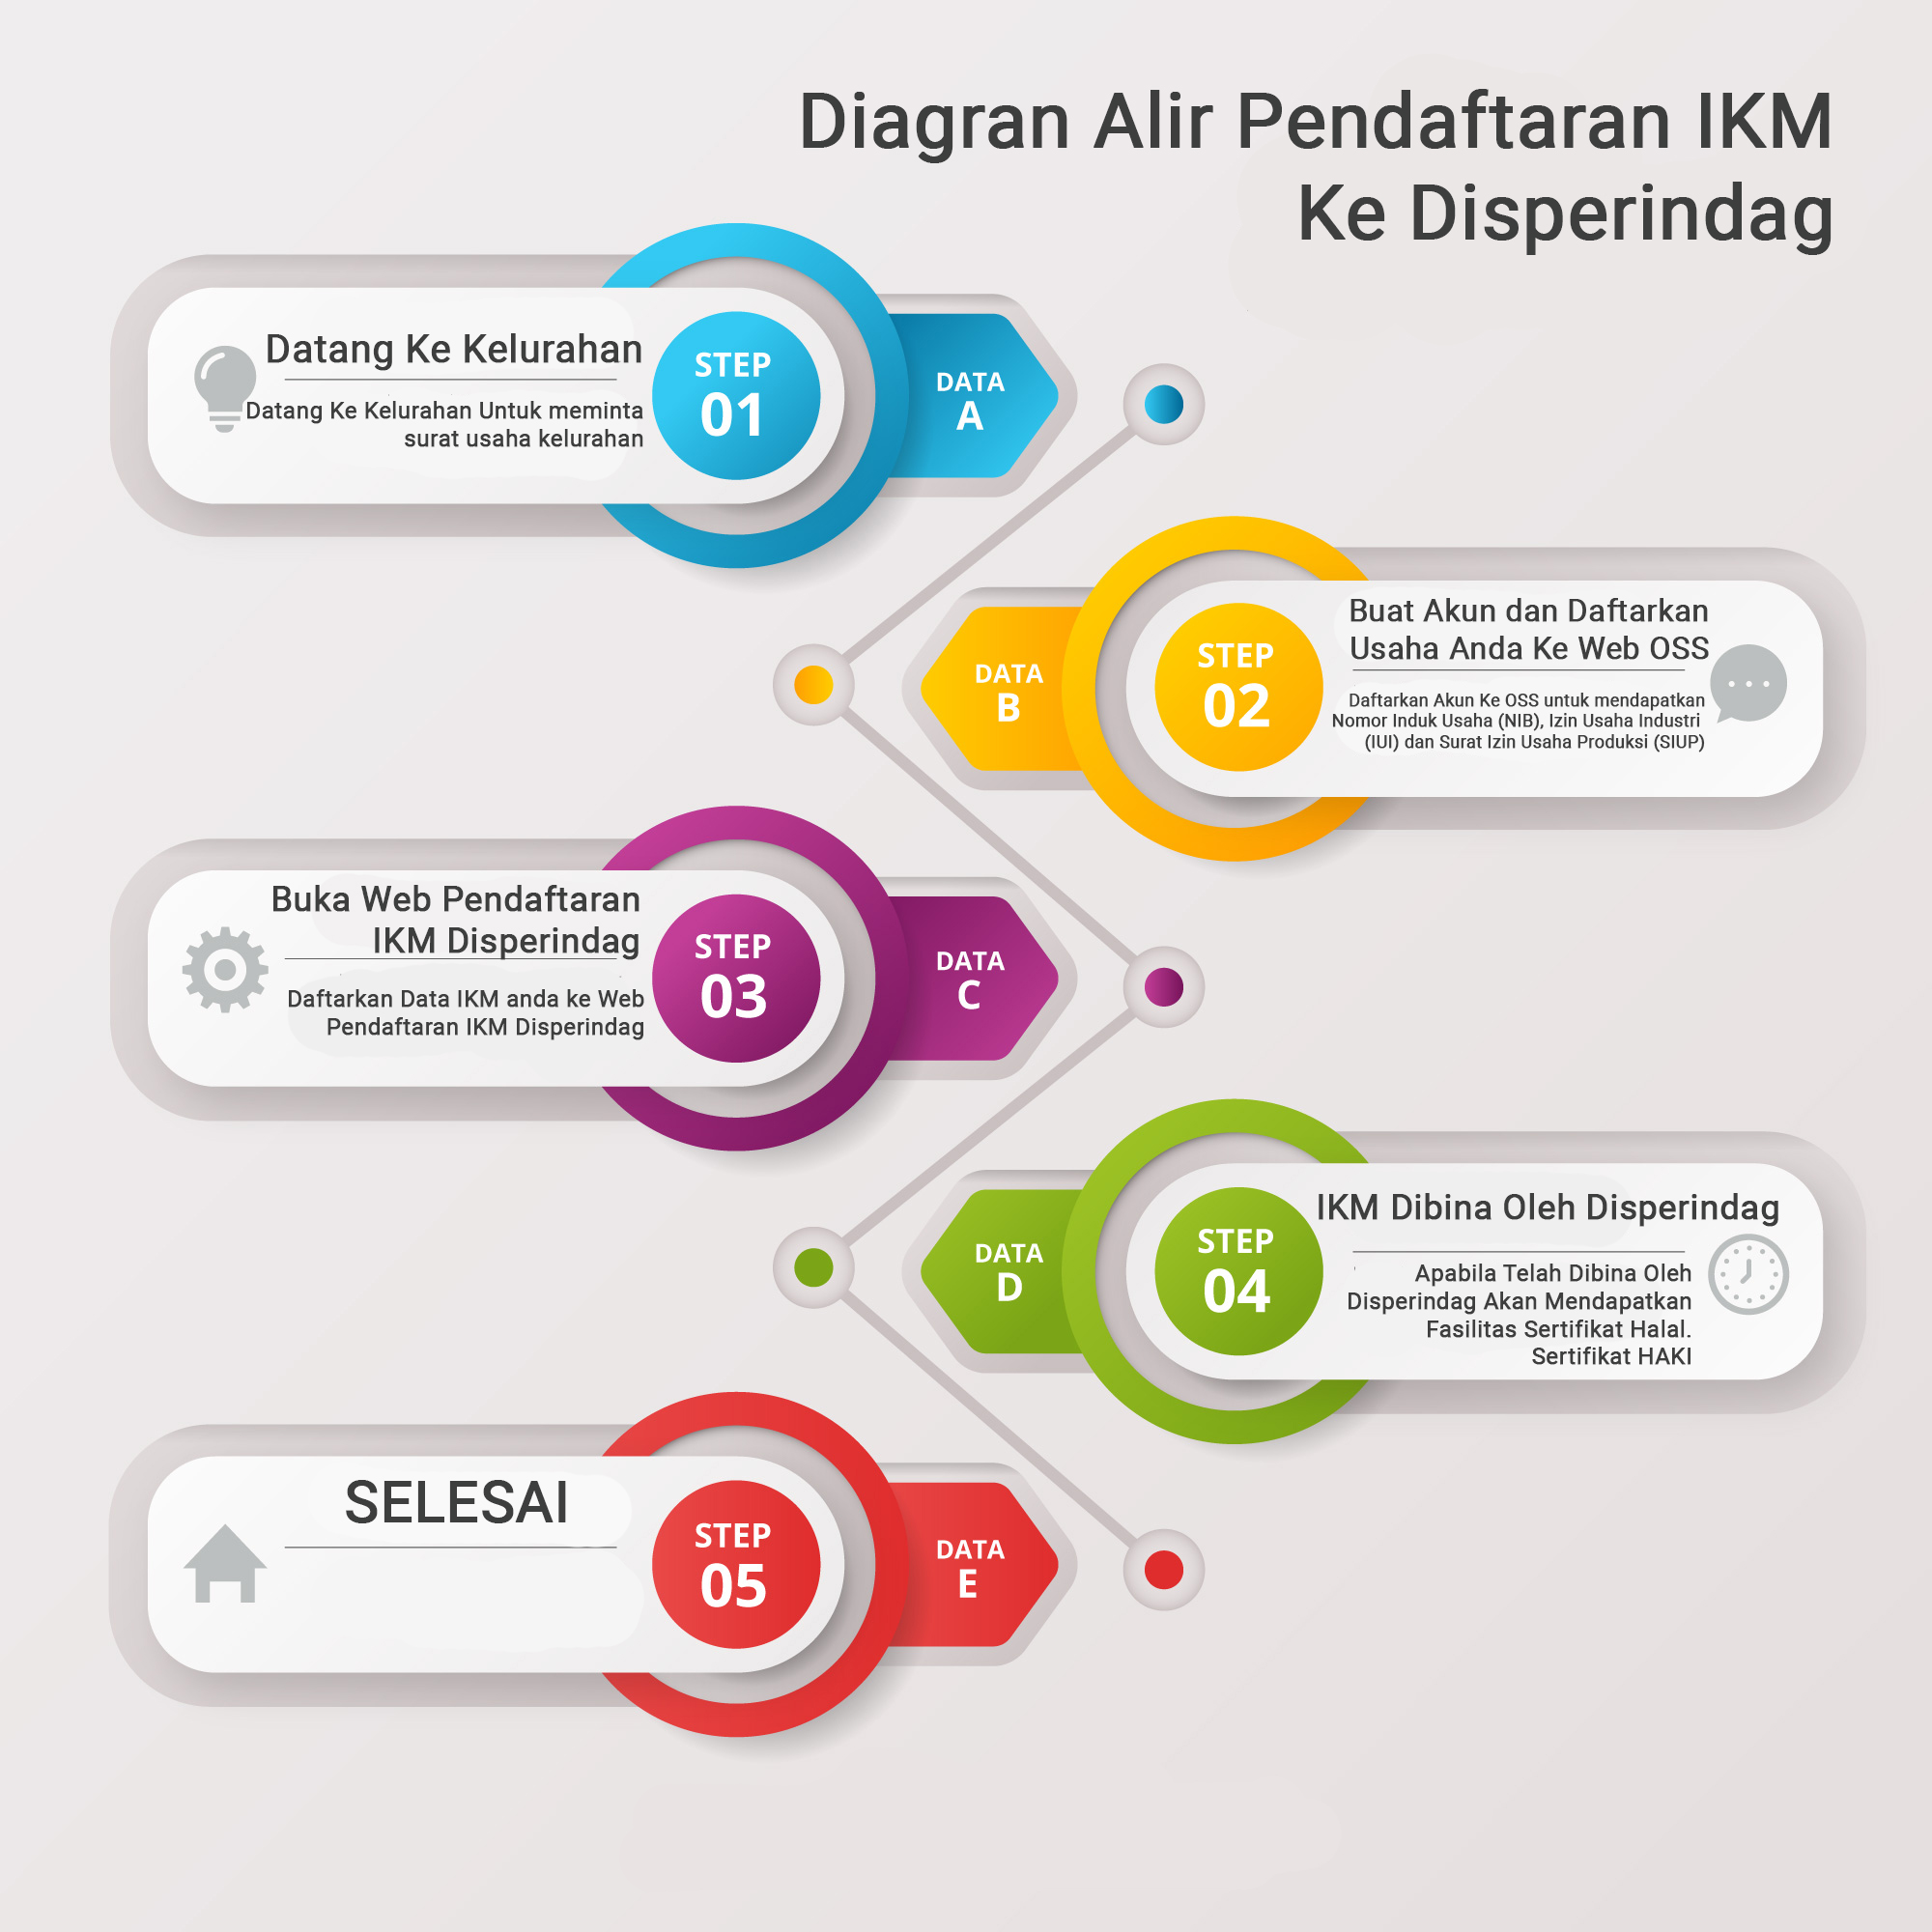 Diagran Alir Pendaftaran IKM
Ke Disperindag
Datang Ke Kelurahan
Datang Ke Kelurahan Untuk meminta
surat usaha kelurahan
STEP
01
DATA
A
DATA
B
STEP
02
Buat Akun dan Daftarkan
Usaha Anda Ke Web OSS
Daftarkan Akun Ke OSS untuk mendapatkan
Nomor Induk Usaha (NIB), Izin Usaha Industri
(IUI) dan Surat Izin Usaha Produksi (SIUP)
Buka Web Pendaftaran
IKM Disperindag
Daftarkan Data IKM anda ke Web
Pendaftaran IKM Disperindag
STEP
03
DATA
C
DATA
D
STEP
04
IKM Dibina Oleh Disperindag
Apabila Telah Dibina Oleh
Disperindag Akan Mendapatkan
Fasilitas Sertifikat Halal.
Sertifikat HAKI
SELESAI
STEP
05
DATA
E